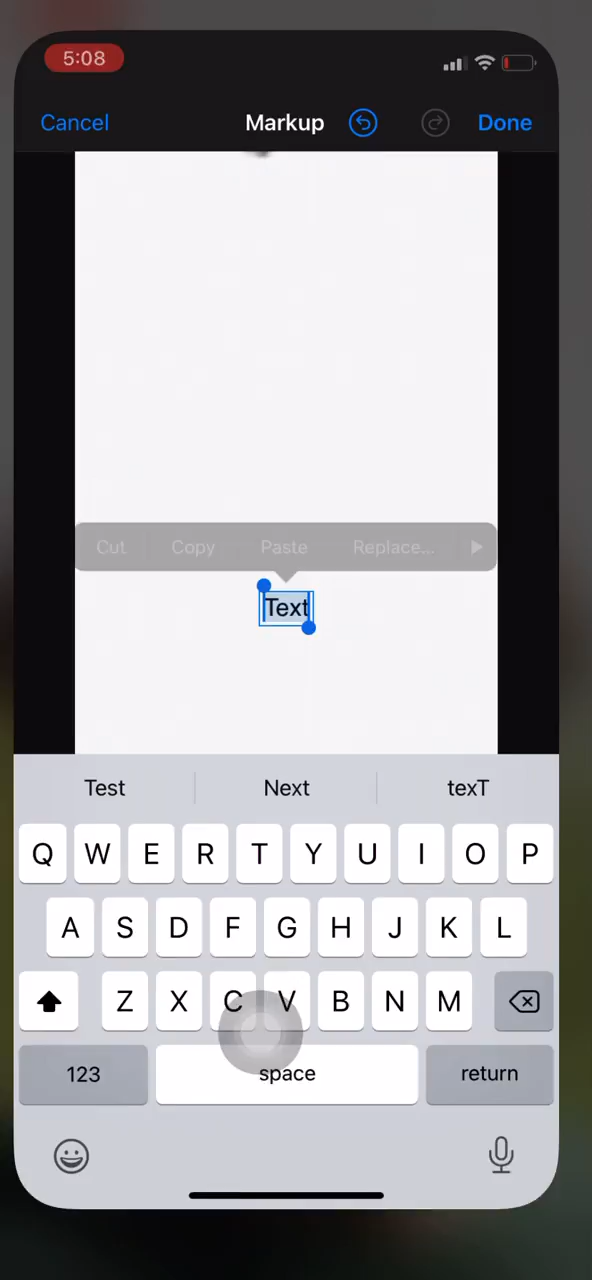 5:08
Cancel Markup Done
Cut Copy Paste Replace...
Text
Test Next texT
Q W E R T Y U I O P
A S D F G H J K L
Z X C V B N M
123 space return